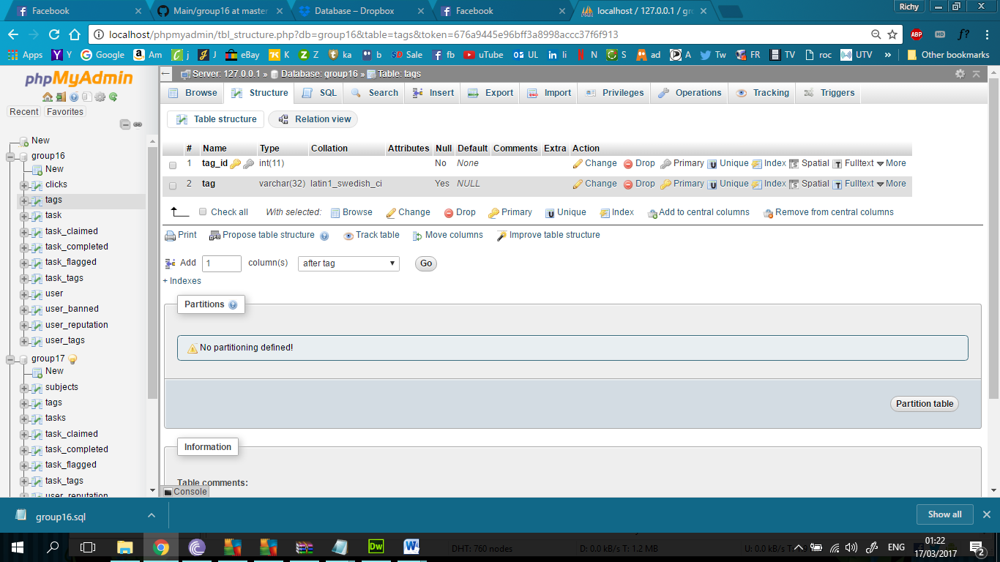 Facebook
Main/group16 at master
Database – Dropbox
Facebook
localhost / 127.0.0.1 / gro
Richy
localhost/phpmyadmin/tbl_structure.php?db=group16&table=tags&token=676a9445e96bff3a8998accc37f6f913
ABP HD f?
Apps Y Google Am j J eBay K Z ka b Sale fb uTube UL li N S ad A Tw FR TV roc UTV » Other bookmarks
phpMyAdmin
Recent Favorites
New
group16
New
clicks
tags
task
task_claimed
task_completed
task_flagged
task_tags
user
user_banned
user_reputation
user_tags
group17
New
subjects
tags
tasks
task_claimed
task_completed
task_flagged
task_tags
user_reputation
Server: 127.0.0.1 » Database: group16 » Table: tags
Browse Structure SQL Search Insert Export Import Privileges Operations Tracking Triggers
Table structure Relation view
# Name Type Collation Attributes Null Default Comments Extra Action
1 tag_id int(11) No None Change Drop Primary Unique Index Spatial Fulltext More
2 tag varchar(32) latin1_swedish_ci Yes NULL Change Drop Primary Unique Index Spatial Fulltext More
Check all With selected: Browse Change Drop Primary Unique Index Add to central columns Remove from central columns
Print Propose table structure Track table Move columns Improve table structure
Add 1 column(s) after tag Go
+ Indexes
Partitions
No partitioning defined!
Partition table
Information
Table comments:
Console
group16.sql
Show all
Dw W
DHT: 760 nodes D: 0.0 kB/s T: 1.2 MB U: 0.0 kB/s
ENG
01:22
17/03/2017
2